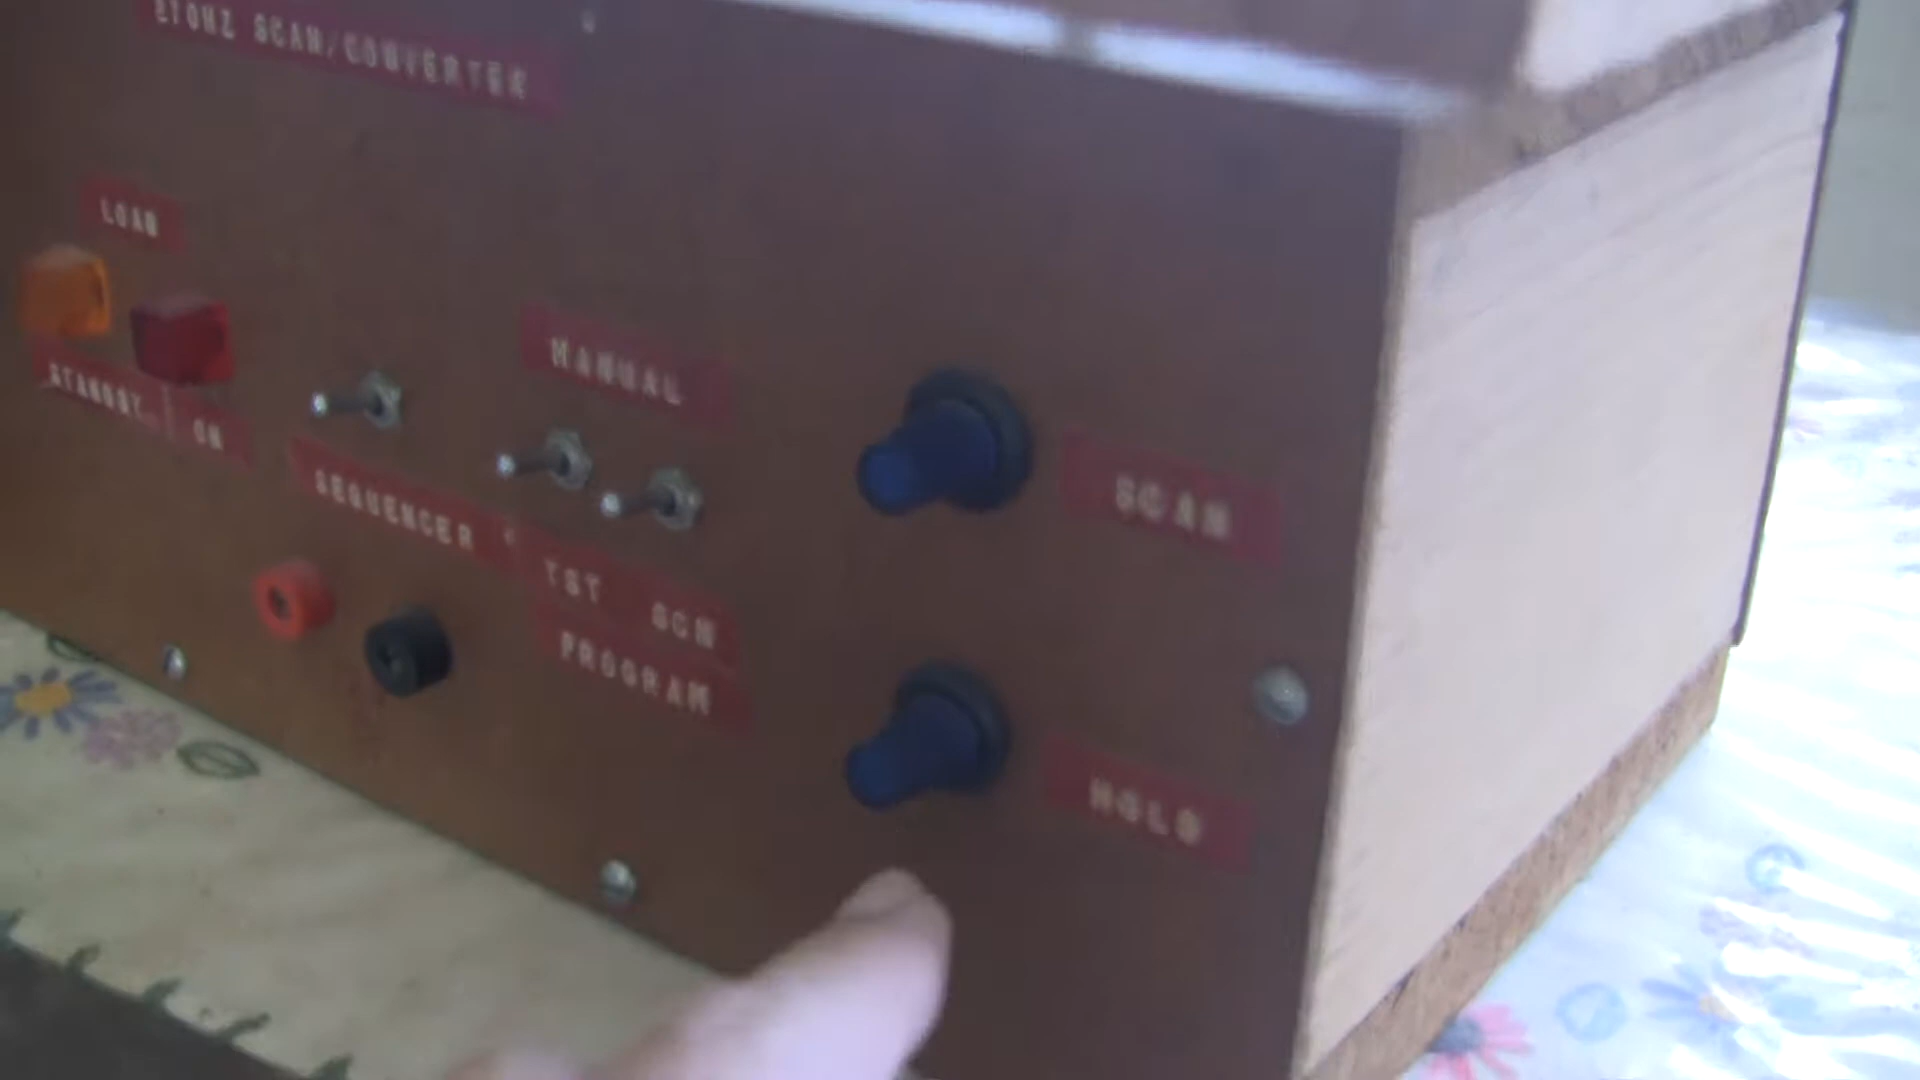 SCAN/CONVERTER
LOAD
STANDBY ON
MANUAL
SEQUENCER
TST SCN
PROGRAM
SCAN
HOLD